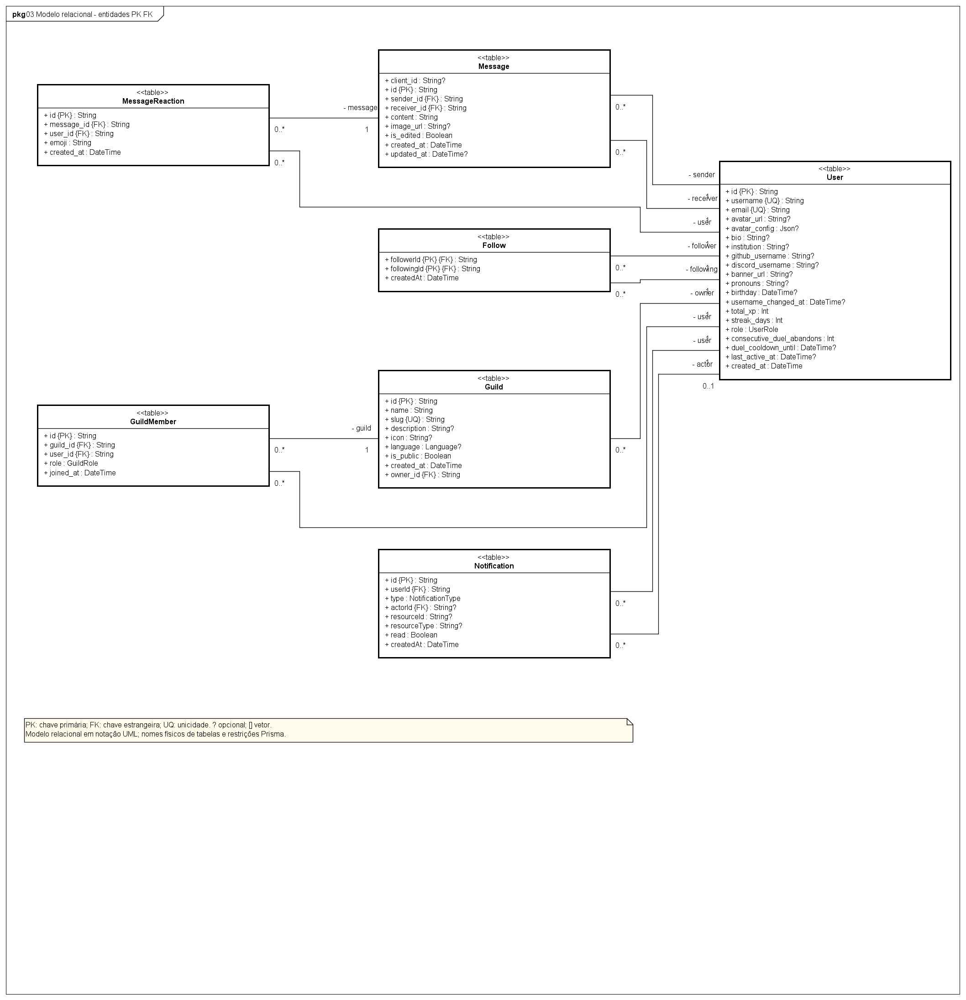 pkg 03 Modelo relacional - entidades PK FK
<<table>>
Message
+ client_id : String?
+ id {PK} : String
+ sender_id {FK} : String
+ receiver_id {FK} : String
+ content : String
+ image_url : String?
+ is_edited : Boolean
+ created_at : DateTime
+ updated_at : DateTime?
<<table>>
MessageReaction
+ id {PK} : String
+ message_id {FK} : String
+ user_id {FK} : String
+ emoji : String
+ created_at : DateTime
- message
0..*
1
0..*
0..*
0..*
<<table>>
User
+ id {PK} : String
+ username {UQ} : String
+ email {UQ} : String
+ avatar_url : String?
+ avatar_config : Json?
+ bio : String?
+ institution : String?
+ github_username : String?
+ discord_username : String?
+ banner_url : String?
+ pronouns : String?
+ birthday : DateTime?
+ username_changed_at : DateTime?
+ total_xp : Int
+ streak_days : Int
+ role : UserRole
+ consecutive_duel_abandons : Int
+ duel_cooldown_until : DateTime?
+ last_active_at : DateTime?
+ created_at : DateTime
- sender
1
- receiver
1
- user
1
- follower
1
- following
1
- owner
1
- user
1
- user
1
- actor
0..1
<<table>>
Follow
+ followerId {PK} {FK} : String
+ followingId {PK} {FK} : String
+ createdAt : DateTime
0..*
0..*
<<table>>
Guild
+ id {PK} : String
+ name : String
+ slug {UQ} : String
+ description : String?
+ icon : String?
+ language : Language?
+ is_public : Boolean
+ created_at : DateTime
+ owner_id {FK} : String
0..*
<<table>>
GuildMember
+ id {PK} : String
+ guild_id {FK} : String
+ user_id {FK} : String
+ role : GuildRole
+ joined_at : DateTime
- guild
0..*
1
0..*
<<table>>
Notification
+ id {PK} : String
+ userId {FK} : String
+ type : NotificationType
+ actorId {FK} : String?
+ resourceId : String?
+ resourceType : String?
+ read : Boolean
+ createdAt : DateTime
0..*
0..*
PK: chave primária; FK: chave estrangeira; UQ: unicidade. ? opcional; [] vetor.
Modelo relacional em notação UML; nomes físicos de tabelas e restrições Prisma.